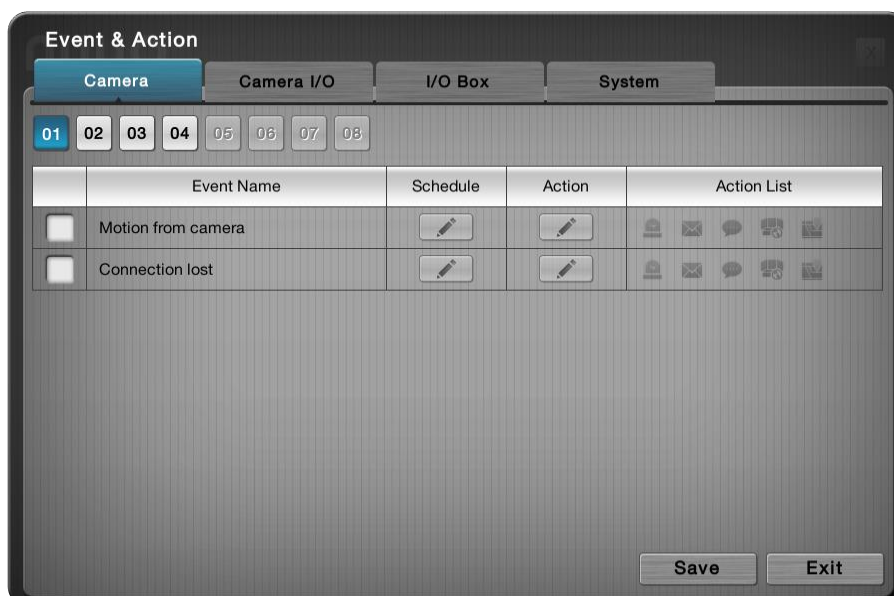 Event & Action
X
Camera Camera I/O I/O Box System
01 02 03 04 05 06 07 08
Event Name Schedule Action Action List
Motion from camera
Connection lost
Save Exit